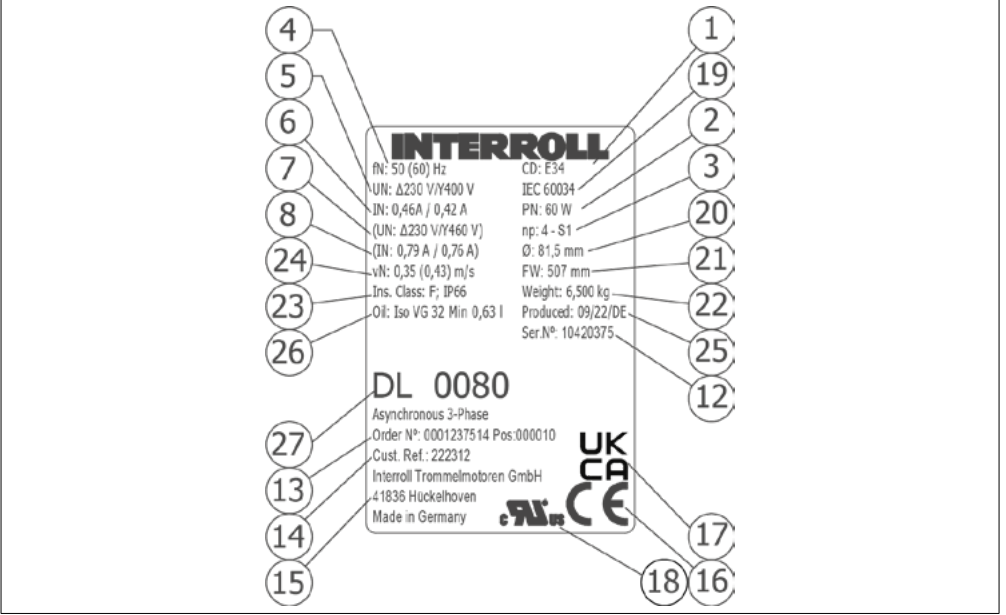 4
5
6
7
8
24
23
26
27
13
14
15
1
19
2
3
20
21
22
25
12
17
16
18
INTERROLL
fN: 50 (60) Hz
UN: Δ230 V/Y400 V
IN: 0,46A / 0,42 A
(UN: Δ230 V/Y460 V)
(IN: 0,79 A / 0,76 A)
vN: 0,35 (0,43) m/s
Ins. Class: F; IP66
Oil: Iso VG 32 Min 0,63 l
CD: E34
IEC 60034
PN: 60 W
np: 4 - S1
Ø: 81,5 mm
FW: 507 mm
Weight: 6,500 kg
Produced: 09/22/DE
Ser.Nº: 10420375
DL 0080
Asynchronous 3-Phase
Order Nº: 0001237514 Pos:000010
Cust. Ref.: 222312
Interroll Trommelmotoren GmbH
41836 Hückelhoven
Made in Germany
UK
CA
c RU us CE